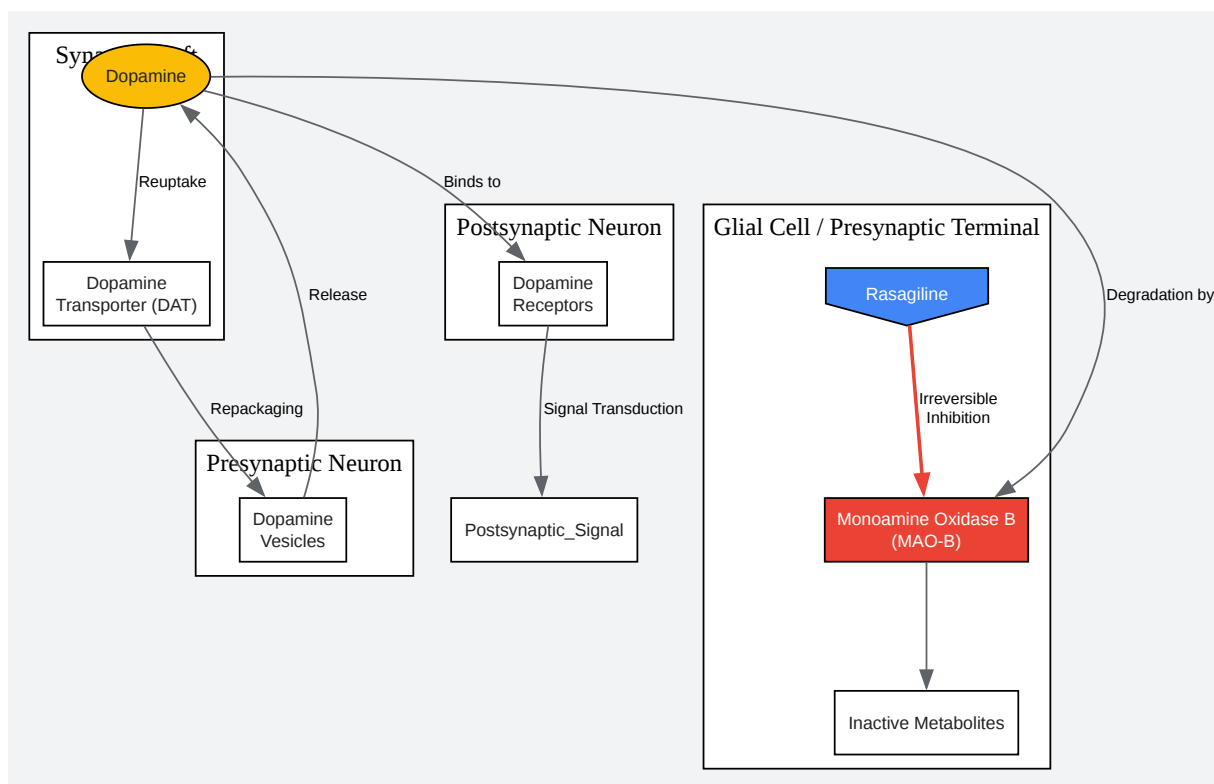 Dopamine
Reuptake
Binds to
Postsynaptic Neuron
Glial Cell / Presynaptic Terminal
Dopamine
Transporter (DAT)
Release
Dopamine
Receptors
Rasagiline
Degradation by
Repackaging
Signal Transduction
Irreversible
Inhibition
Presynaptic Neuron
Dopamine
Vesicles
Postsynaptic_Signal
Monoamine Oxidase B
(MAO-B)
Inactive Metabolites